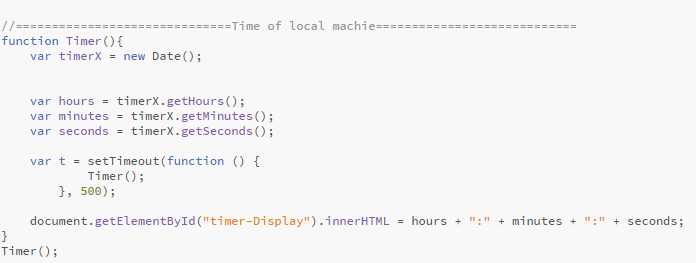 //==============================Time of local machie============================
function Timer(){
    var timerX = new Date();
    var hours = timerX.getHours();
    var minutes = timerX.getMinutes();
    var seconds = timerX.getSeconds();
    var t = setTimeout(function () {
            Timer();
        }, 500);
    document.getElementById("timer-Display").innerHTML = hours + ":" + minutes + ":" + seconds;
}
Timer();